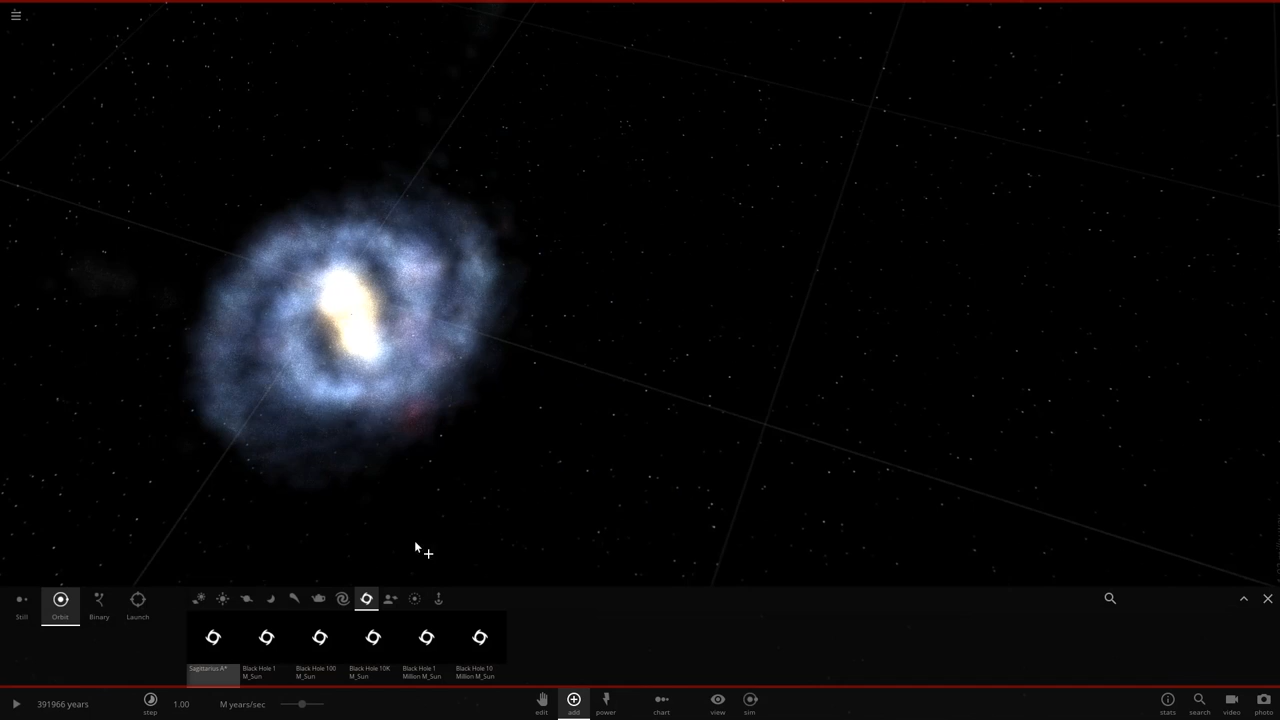 Still
Orbit
Binary
Launch
Sagittarius A*
Black Hole 1
M_Sun
Black Hole 100
M_Sun
Black Hole 10K
M_Sun
Black Hole 1
Million M_Sun
Black Hole 10
Million M_Sun
391966 years
step
1.00
M years/sec
edit
add
power
chart
view
sim
stats
search
video
photo